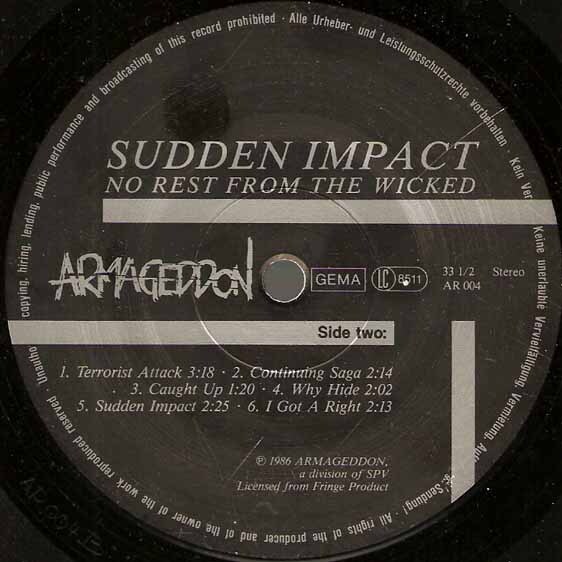 SUDDEN IMPACT
NO REST FROM THE WICKED
ARMAGEDDON
GEMA
LC 8511
33 1/2 Stereo
AR 004
Side two:
1. Terrorist Attack 3:18 · 2. Continuing Saga 2:14
3. Caught Up 1:20 · 4. Why Hide 2:02
5. Sudden Impact 2:25 · 6. I Got A Right 2:13
℗ 1986 ARMAGEDDON,
a division of SPV
Licensed from Fringe Product
All rights of the producer and of the owner of the work reproduced reserved · Unautho copying, hiring, lending, public performance and broadcasting of this record prohibited · Alle Urheber- und Leistungsschutzrechte vorbehalten · Kein Ver Keine unerlaubte Vervielfältigung, Vermietung, Sendung!